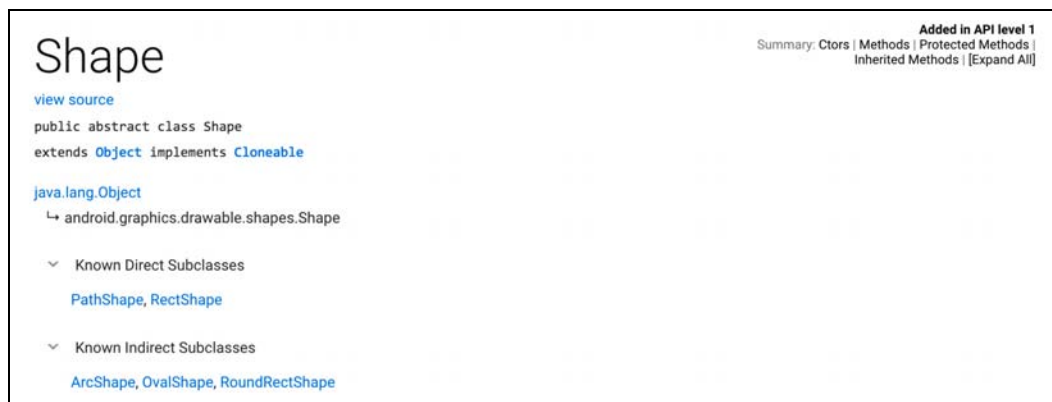 Shape
Added in API level 1
Summary: Ctors | Methods | Protected Methods |
Inherited Methods | [Expand All]
view source
public abstract class Shape
extends Object implements Cloneable
java.lang.Object
↳ android.graphics.drawable.shapes.Shape
Known Direct Subclasses
PathShape, RectShape
Known Indirect Subclasses
ArcShape, OvalShape, RoundRectShape